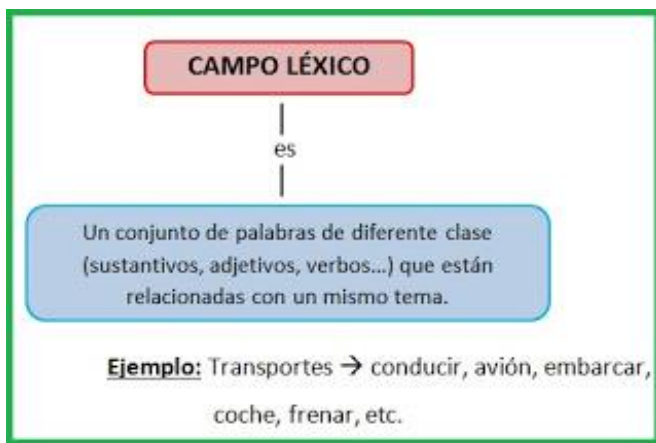 CAMPO LÉXICO
es
Un conjunto de palabras de diferente clase
(sustantivos, adjetivos, verbos...) que están
relacionadas con un mismo tema.
Ejemplo: Transportes → conducir, avión, embarcar,
coche, frenar, etc.